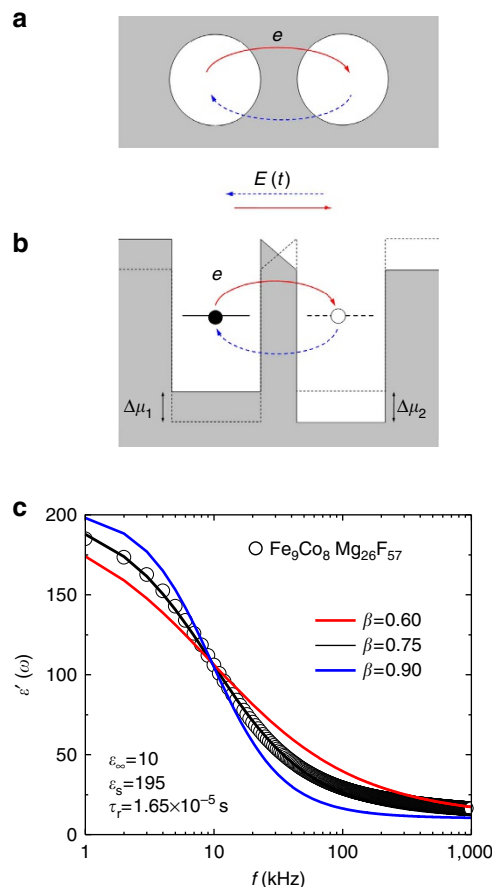 a
e
E (t)
b
e
Δμ₁
Δμ₂
c
200
Fe₉Co₈ Mg₂₆F₅₇
150
β=0.60
β=0.75
β=0.90
ε′ (ω)
100
50
ε∞=10
εₛ=195
τᵣ=1.65×10⁻⁵ s
0
1 10 100 1,000
f (kHz)